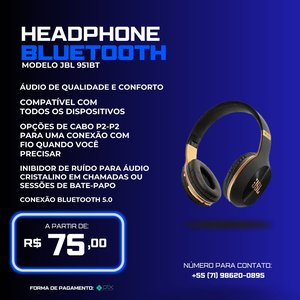 HEADPHONE
BLUETOOTH
MODELO JBL 951BT
ÁUDIO DE QUALIDADE E CONFORTO
COMPATÍVEL COM
TODOS OS DISPOSITIVOS
OPÇÕES DE CABO P2-P2
PARA UMA CONEXÃO COM
FIO QUANDO VOCÊ
PRECISAR
INIBIDOR DE RUÍDO PARA ÁUDIO
CRISTALINO EM CHAMADAS OU
SESSÕES DE BATE-PAPO
CONEXÃO BLUETOOTH 5.0
A PARTIR DE:
R$ 75,00
JBL
NÚMERO PARA CONTATO:
+55 (71) 98620-0895
FORMA DE PAGAMENTO: PIX